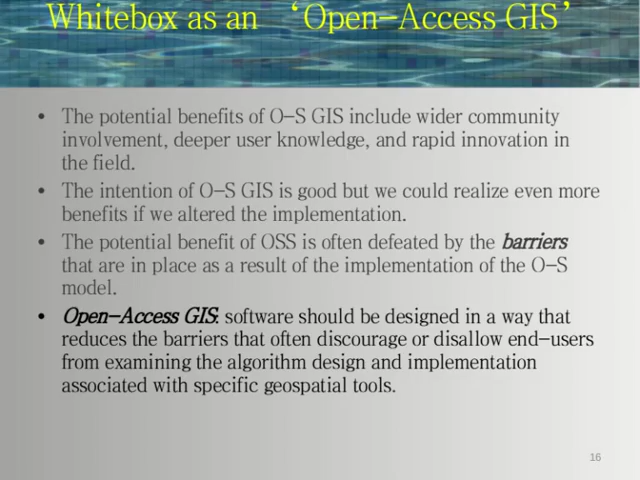 Whitebox as an ‘Open-Access GIS’
• The potential benefits of O-S GIS include wider community
involvement, deeper user knowledge, and rapid innovation in
the field.
• The intention of O-S GIS is good but we could realize even more
benefits if we altered the implementation.
• The potential benefit of OSS is often defeated by the barriers
that are in place as a result of the implementation of the O-S
model.
• Open-Access GIS: software should be designed in a way that
reduces the barriers that often discourage or disallow end-users
from examining the algorithm design and implementation
associated with specific geospatial tools.
16